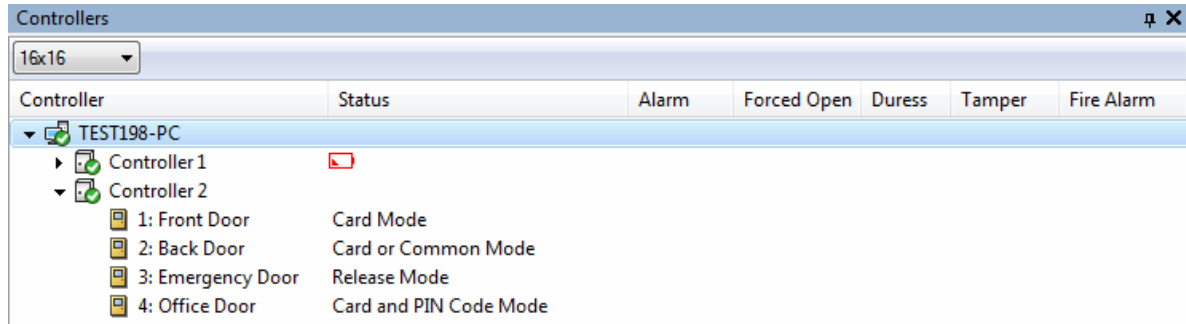 Controllers
16x16
Controller Status Alarm Forced Open Duress Tamper Fire Alarm
TEST198-PC
Controller 1
Controller 2
1: Front Door Card Mode
2: Back Door Card or Common Mode
3: Emergency Door Release Mode
4: Office Door Card and PIN Code Mode